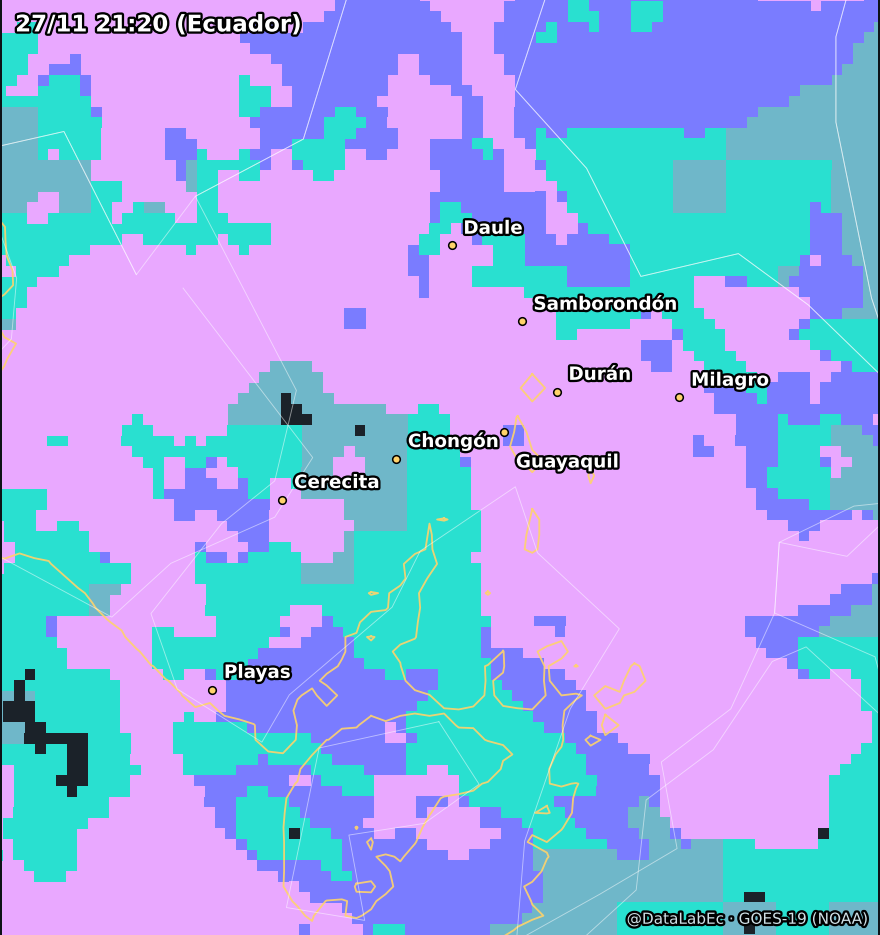 27/11 21:20 (Ecuador)
Daule
Samborondón
Durán
Milagro
Chongón
Guayaquil
Cerecita
Playas
@DataLabEc · GOES-19 (NOAA)